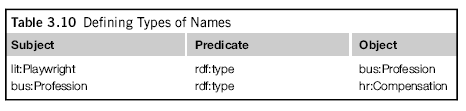 Table 3.10 Defining Types of Names
Subject Predicate Object
lit:Playwright rdf:type bus:Profession
bus:Profession rdf:type hr:Compensation